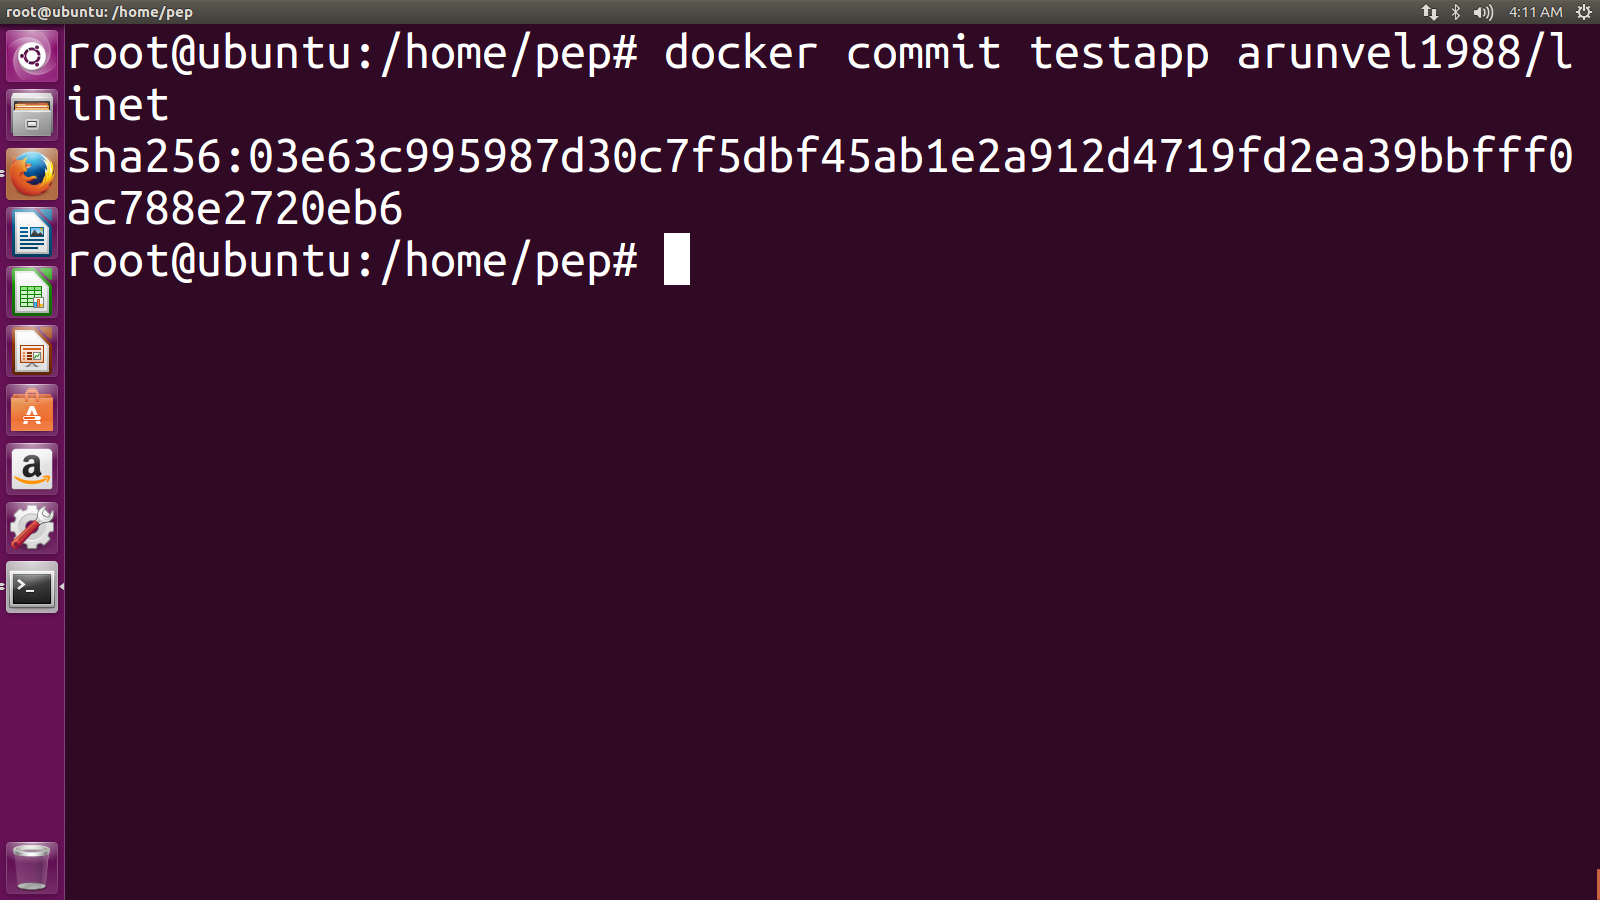 root@ubuntu: /home/pep
4:11 AM
root@ubuntu:/home/pep# docker commit testapp arunvel1988/l
inet
sha256:03e63c995987d30c7f5dbf45ab1e2a912d4719fd2ea39bbfff0
ac788e2720eb6
root@ubuntu:/home/pep#